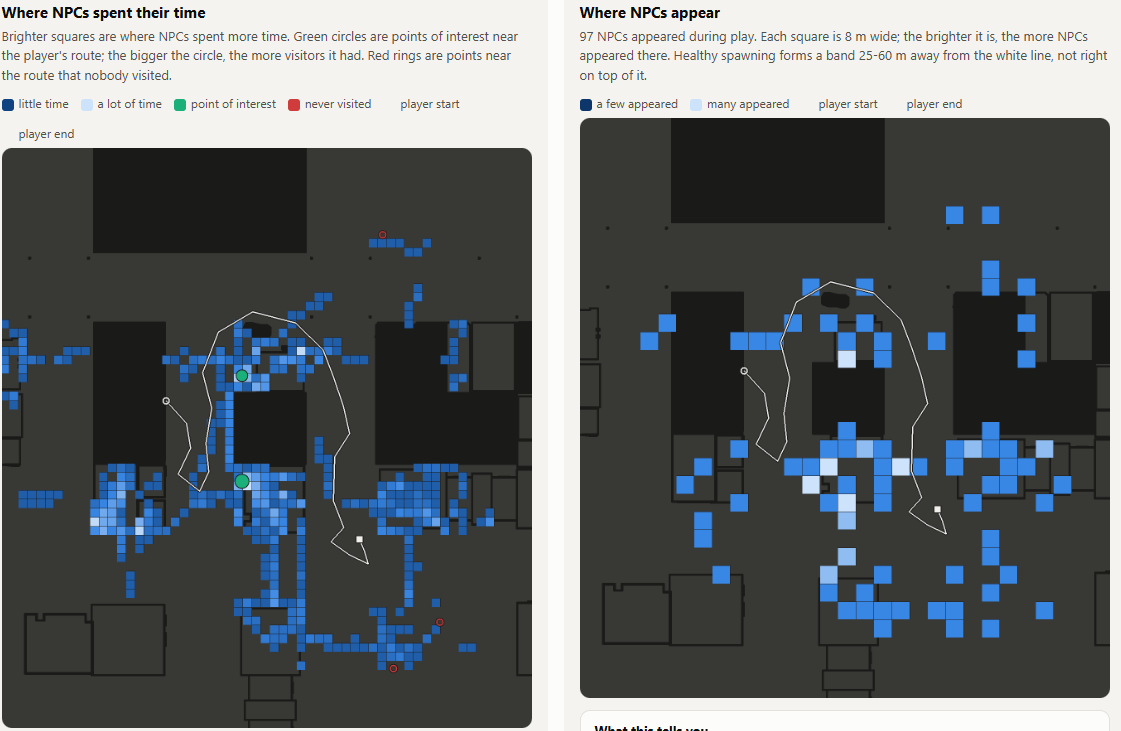 Where NPCs spent their time
Brighter squares are where NPCs spent more time. Green circles are points of interest near
the player's route; the bigger the circle, the more visitors it had. Red rings are points near
the route that nobody visited.
little time a lot of time point of interest never visited player start
player end
Where NPCs appear
97 NPCs appeared during play. Each square is 8 m wide; the brighter it is, the more NPCs
appeared there. Healthy spawning forms a band 25-60 m away from the white line, not right
on top of it.
a few appeared many appeared player start player end
What this tells you